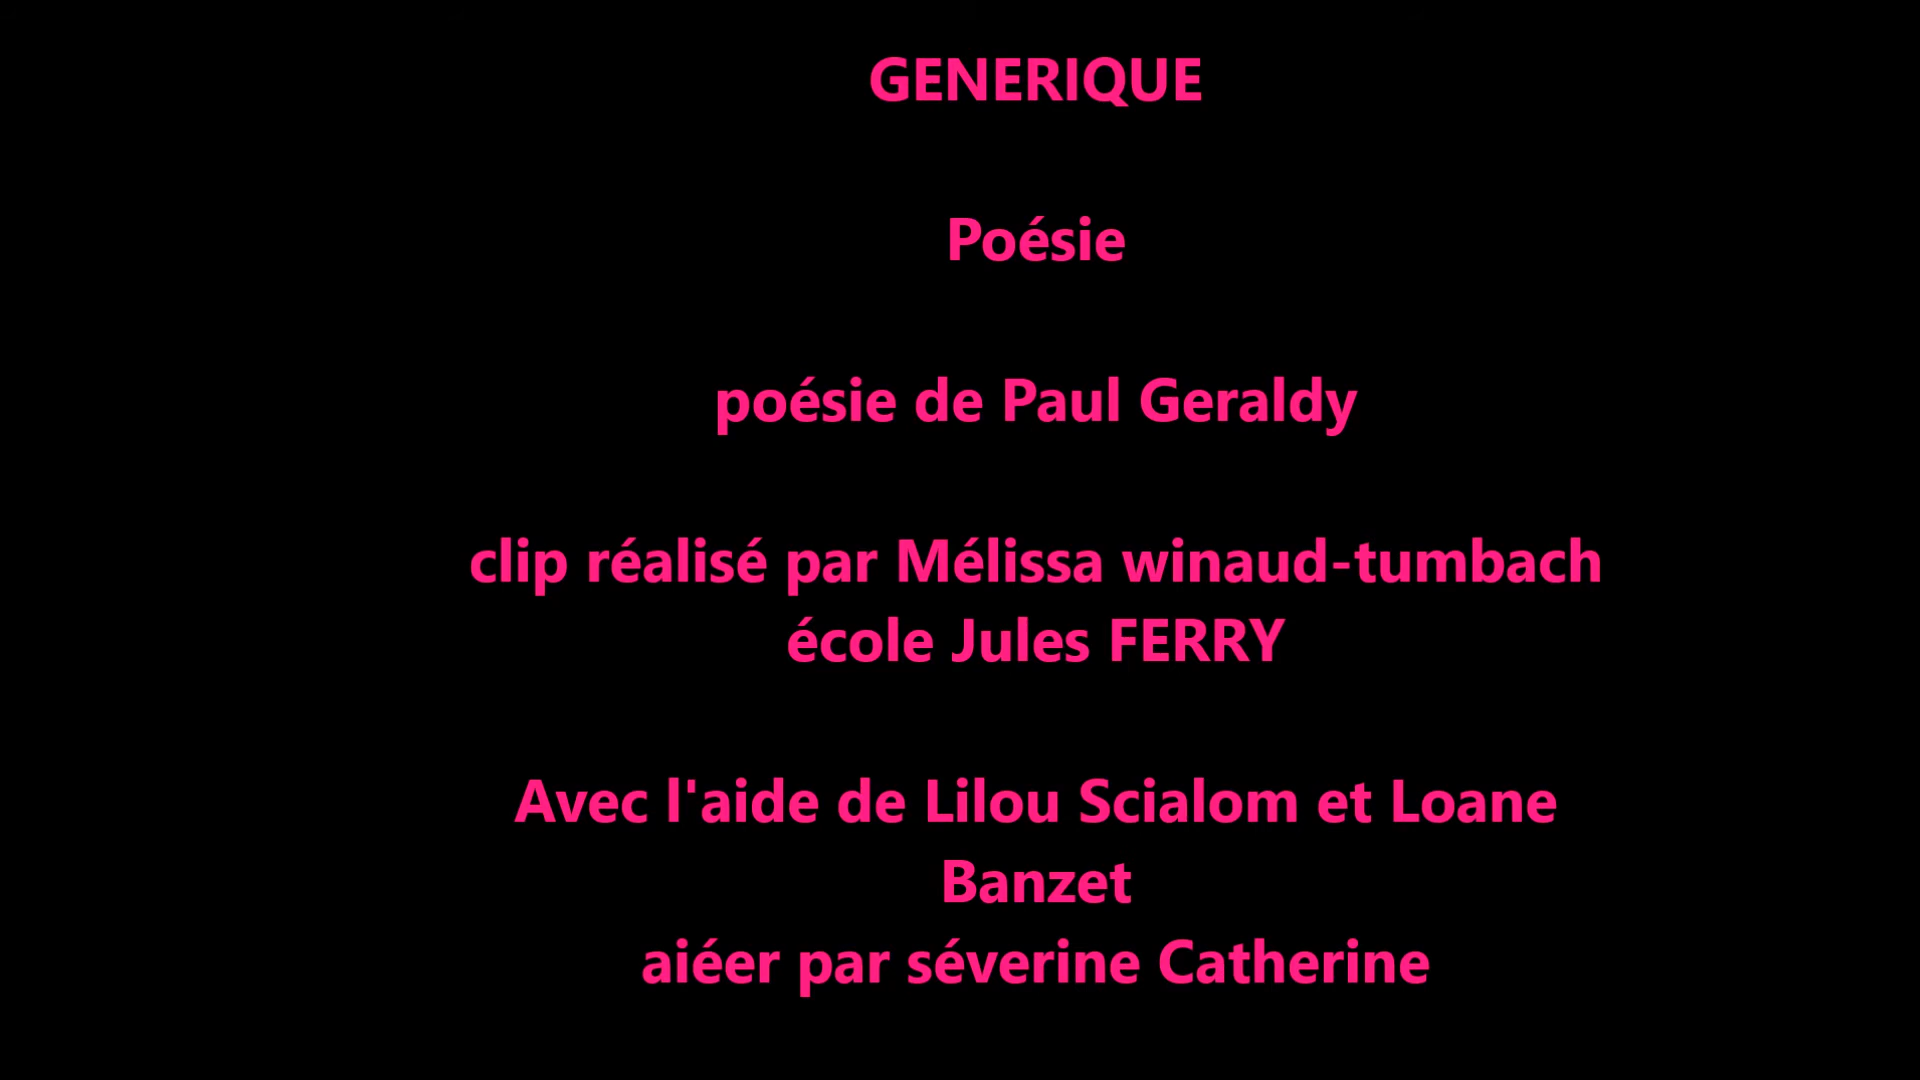 GENERIQUE
Poésie
poésie de Paul Geraldy
clip réalisé par Mélissa winaud-tumbach
école Jules FERRY
Avec l'aide de Lilou Scialom et Loane
Banzet
aiéer par séverine Catherine